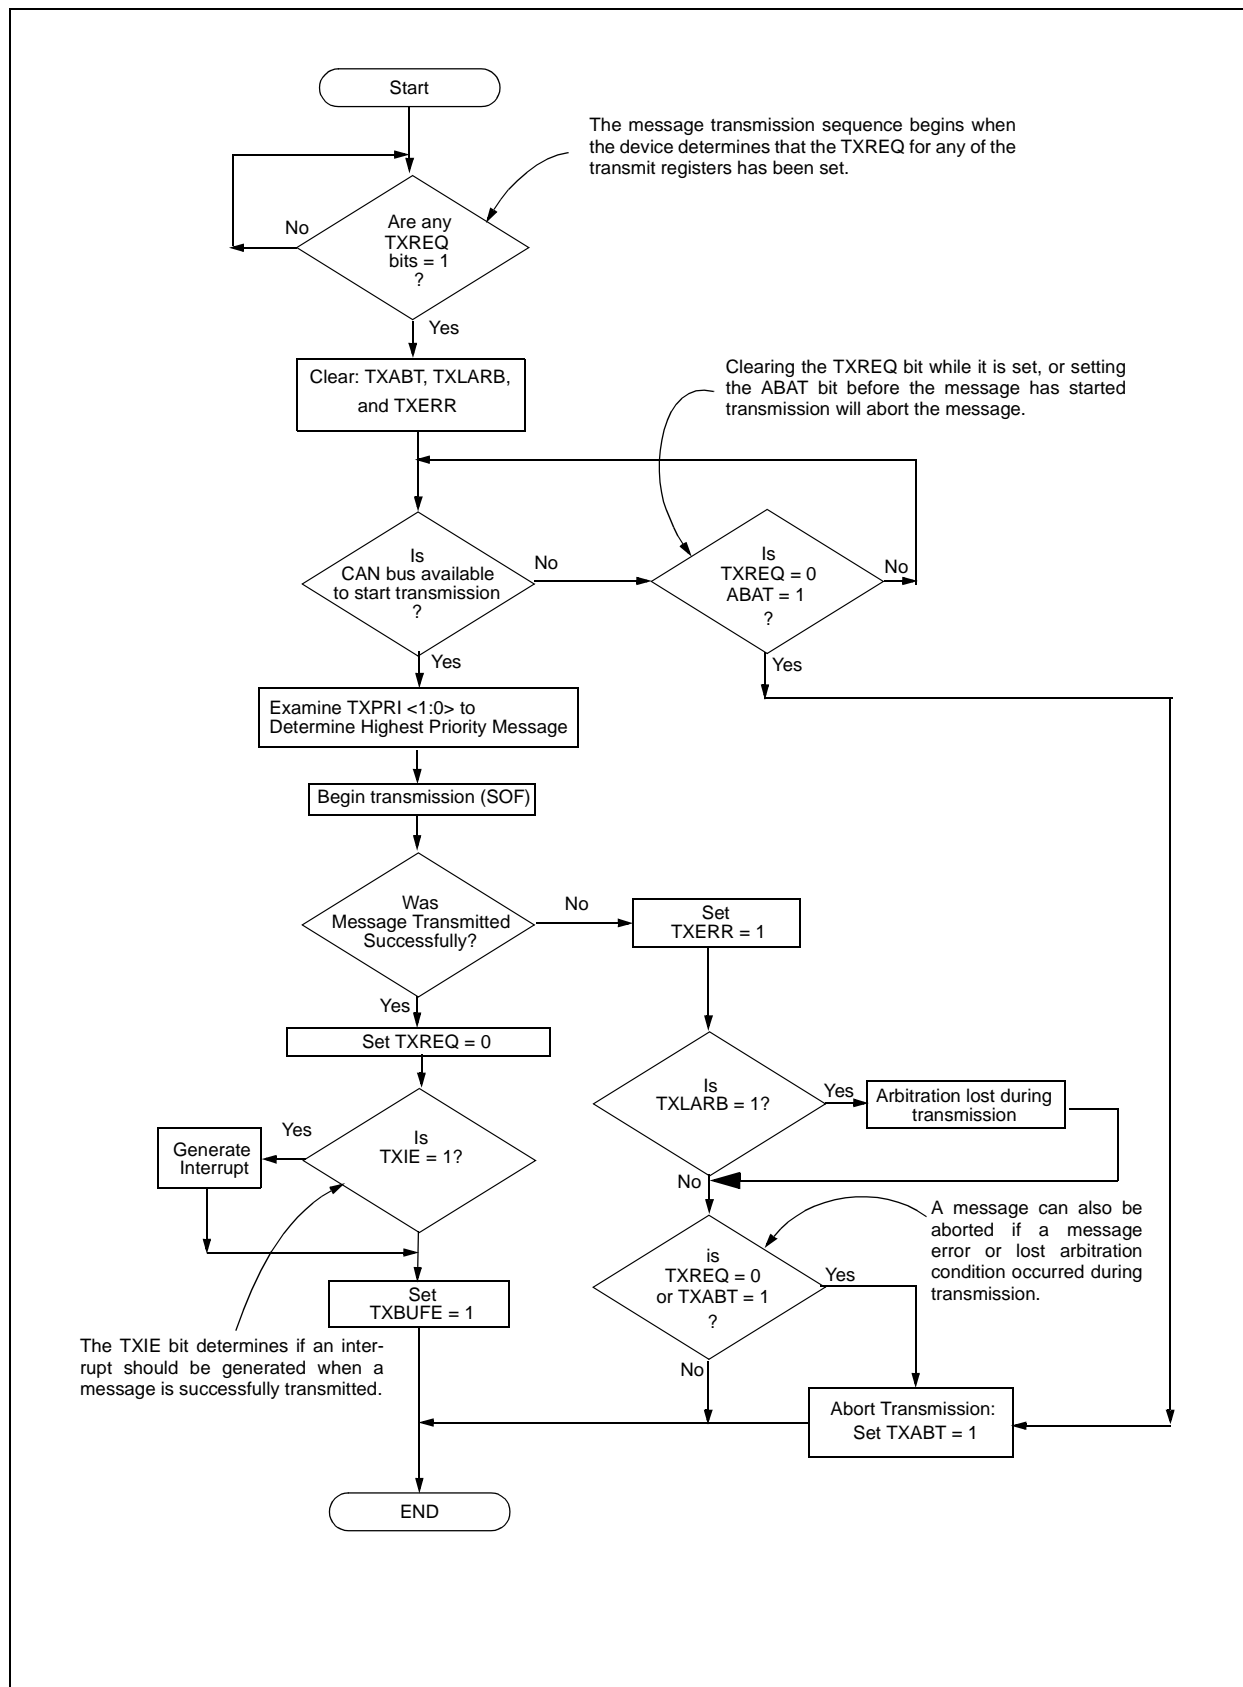 Start
The message transmission sequence begins when
the device determines that the TXREQ for any of the
transmit registers has been set.
No
Are any
TXREQ
bits = 1
?
Yes
Clear: TXABT, TXLARB,
and TXERR
Clearing the TXREQ bit while it is set, or setting
the ABAT bit before the message has started
transmission will abort the message.
Is
CAN bus available
to start transmission
?
No
Is
TXREQ = 0
ABAT = 1
?
No
Yes
Yes
Examine TXPRI <1:0> to
Determine Highest Priority Message
Begin transmission (SOF)
Was
Message Transmitted
Successfully?
No
Set
TXERR = 1
Yes
Set TXREQ = 0
Is
TXLARB = 1?
Yes
Arbitration lost during
transmission
Is
TXIE = 1?
Yes
Generate
Interrupt
No
A message can also be
aborted if a message
error or lost arbitration
condition occurred during
transmission.
is
TXREQ = 0
or TXABT = 1
?
Yes
Set
TXBUFE = 1
The TXIE bit determines if an inter-
rupt should be generated when a
message is successfully transmitted.
No
Abort Transmission:
Set TXABT = 1
END